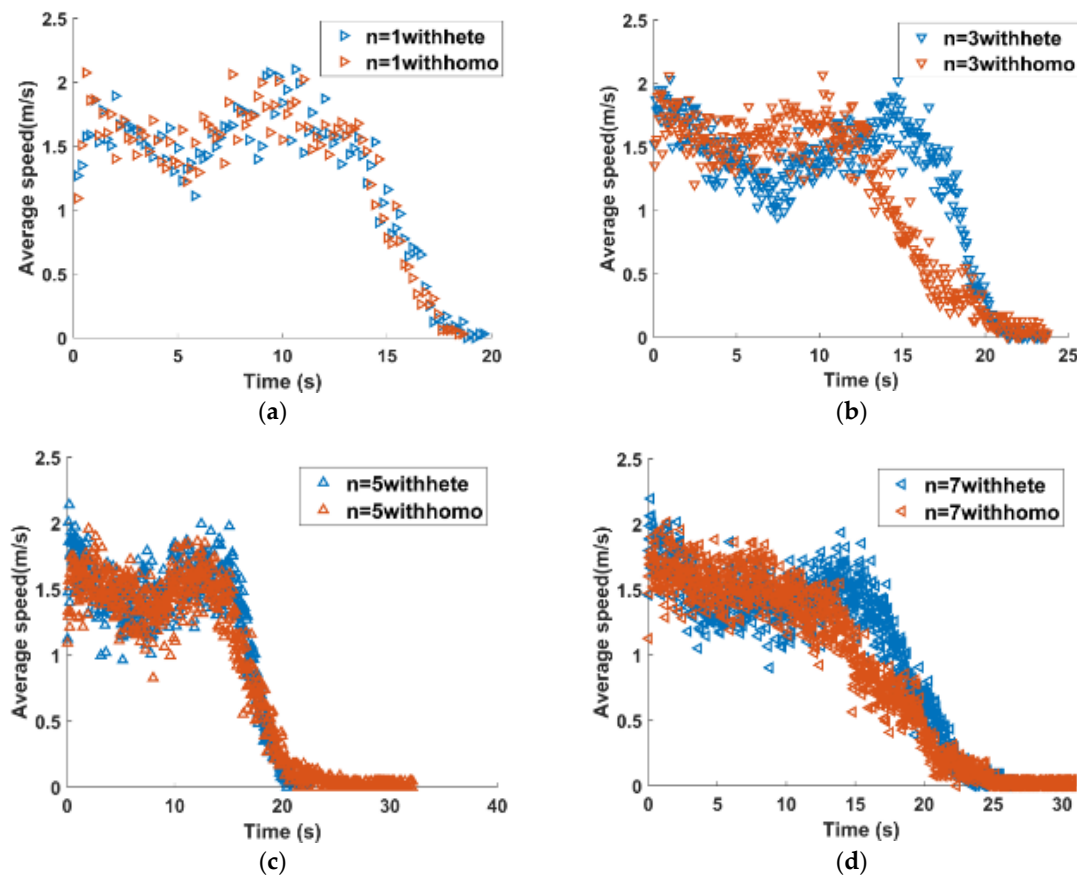 2.5
2
1.5
1
0.5
0
Average speed(m/s)
n=1withhete
n=1withhomo
0 5 10 15 20
Time (s)
(a)
2.5
2
1.5
1
0.5
0
Average speed(m/s)
n=3withhete
n=3withhomo
0 5 10 15 20 25
Time (s)
(b)
2.5
2
1.5
1
0.5
0
Average speed(m/s)
n=5withhete
n=5withhomo
0 10 20 30 40
Time (s)
(c)
2.5
2
1.5
1
0.5
0
Average speed(m/s)
n=7withhete
n=7withhomo
0 5 10 15 20 25 30
Time (s)
(d)